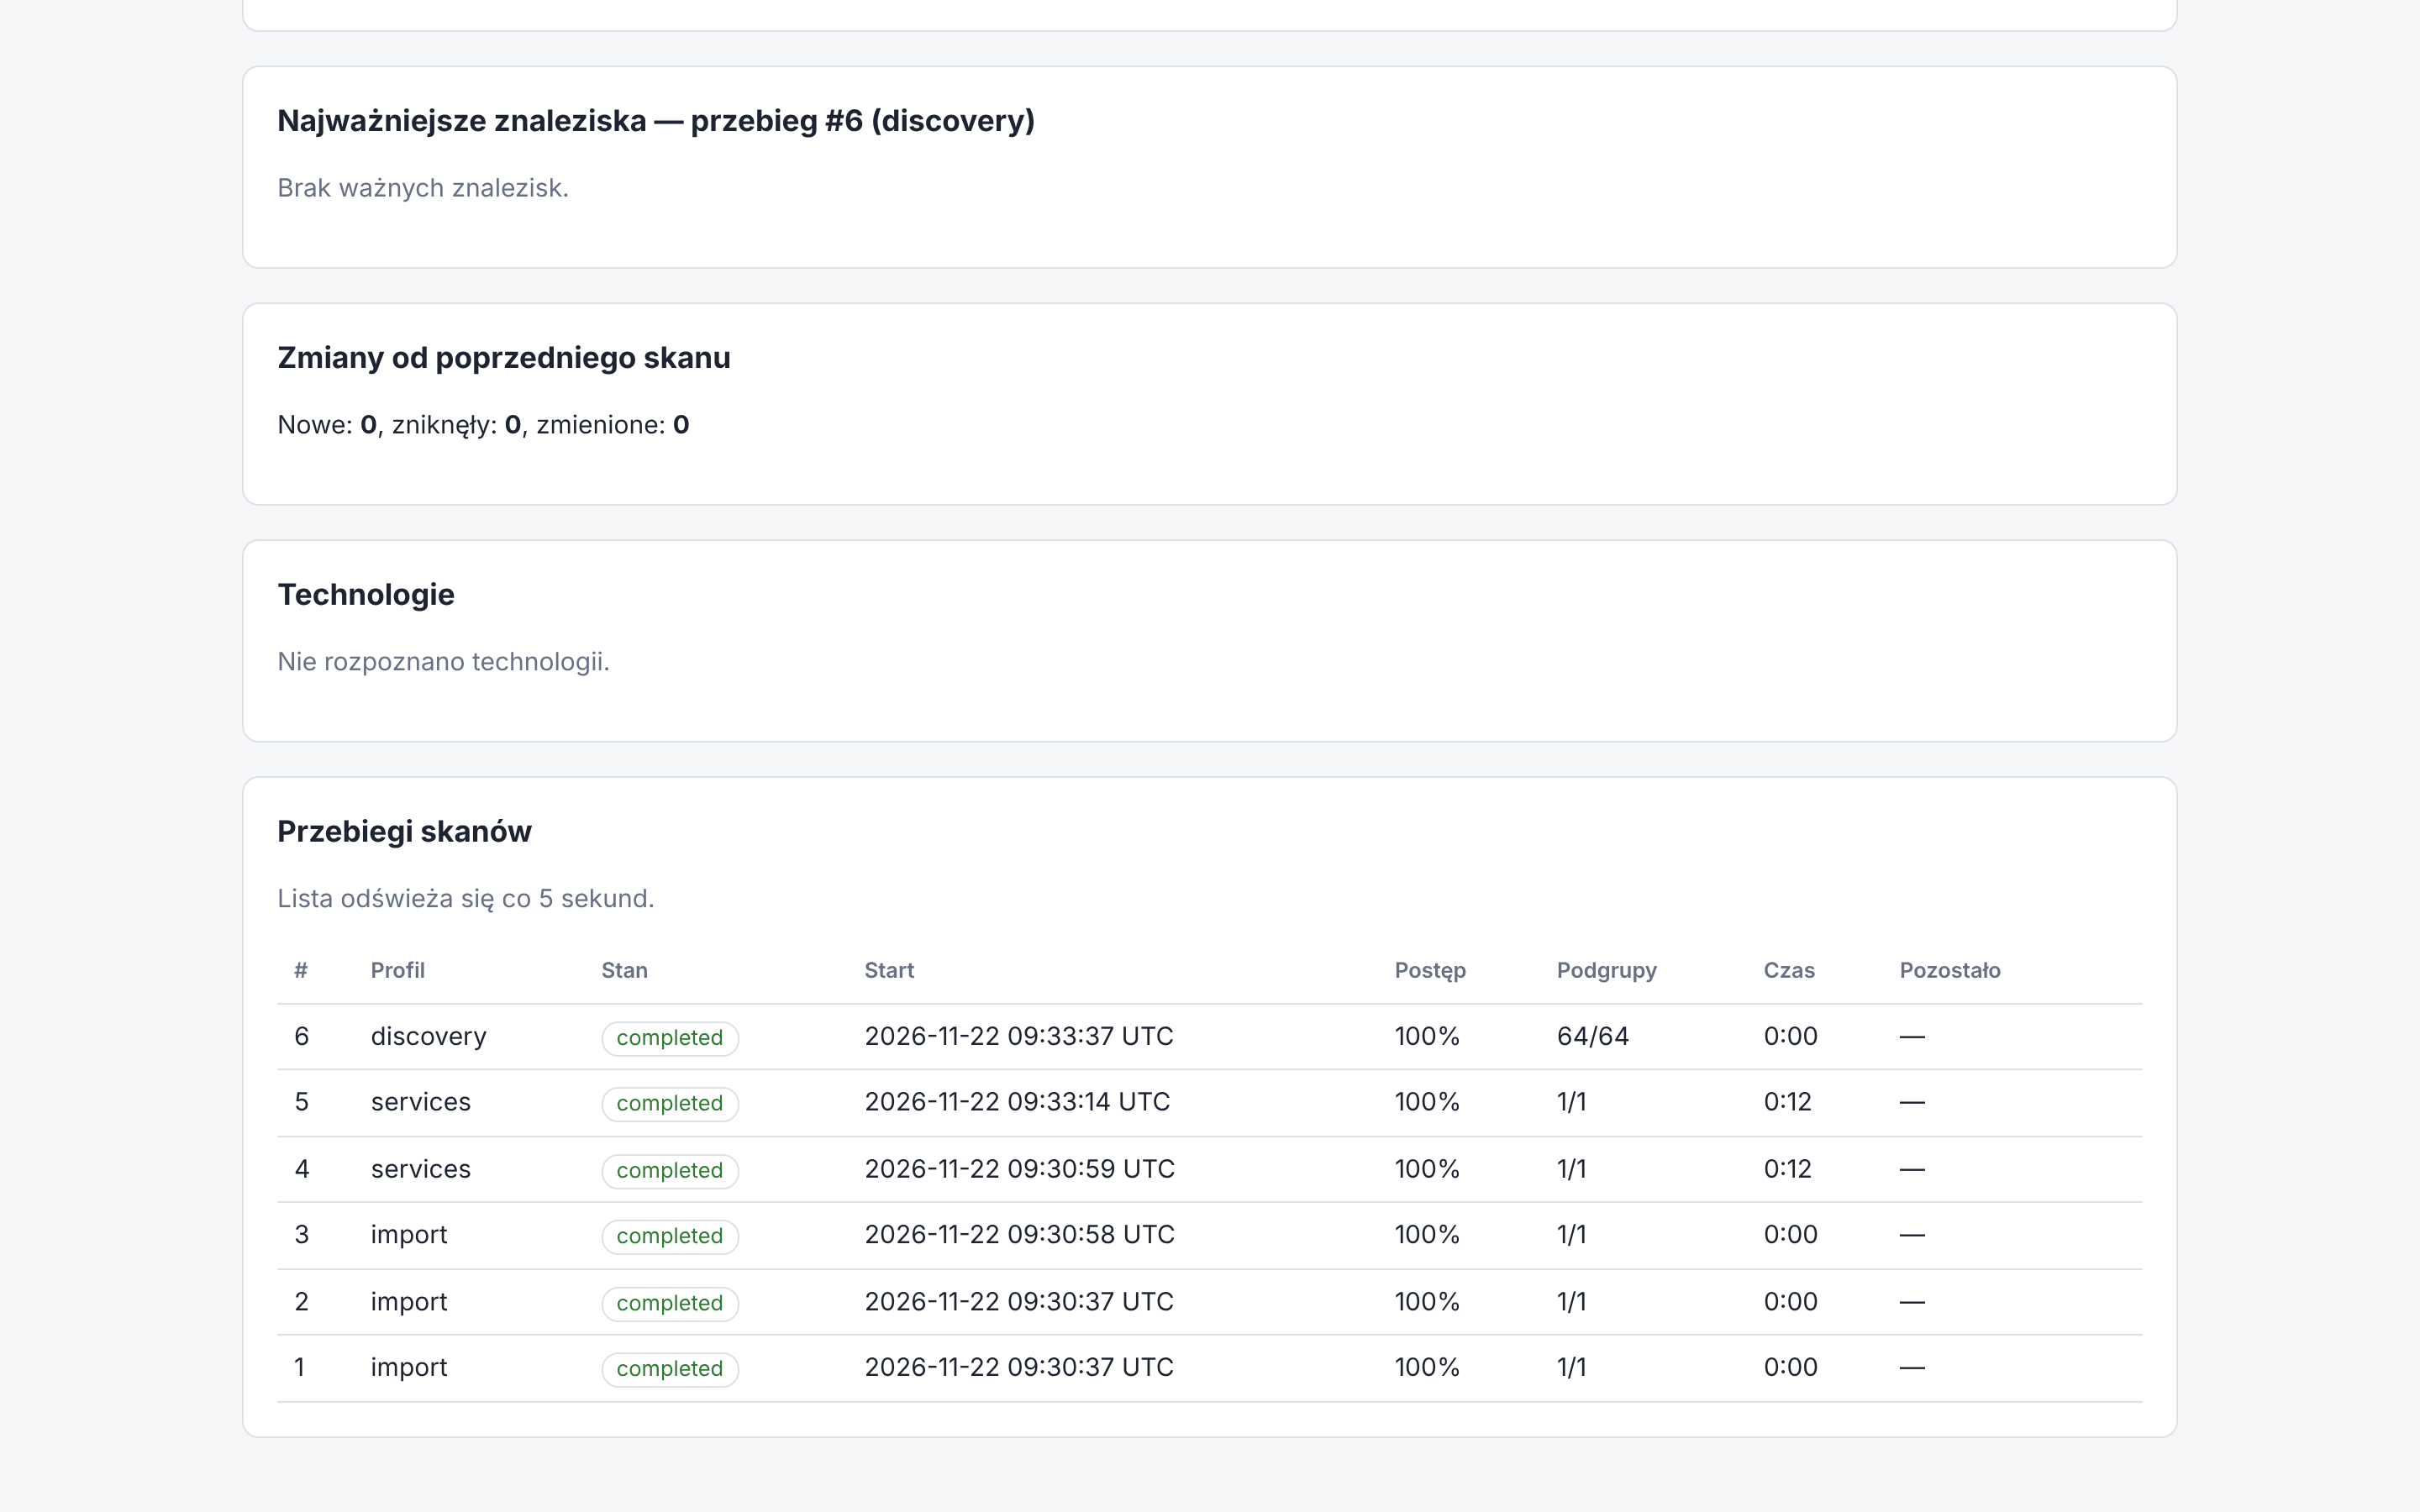 Najważniejsze znaleziska — przebieg #6 (discovery)
Brak ważnych znalezisk.
Zmiany od poprzedniego skanu
Nowe: 0, zniknęły: 0, zmienione: 0
Technologie
Nie rozpoznano technologii.
Przebiegi skanów
Lista odświeża się co 5 sekund.
# Profil Stan Start Postęp Podgrupy Czas Pozostało
6 discovery completed 2026-11-22 09:33:37 UTC 100% 64/64 0:00 —
5 services completed 2026-11-22 09:33:14 UTC 100% 1/1 0:12 —
4 services completed 2026-11-22 09:30:59 UTC 100% 1/1 0:12 —
3 import completed 2026-11-22 09:30:58 UTC 100% 1/1 0:00 —
2 import completed 2026-11-22 09:30:37 UTC 100% 1/1 0:00 —
1 import completed 2026-11-22 09:30:37 UTC 100% 1/1 0:00 —